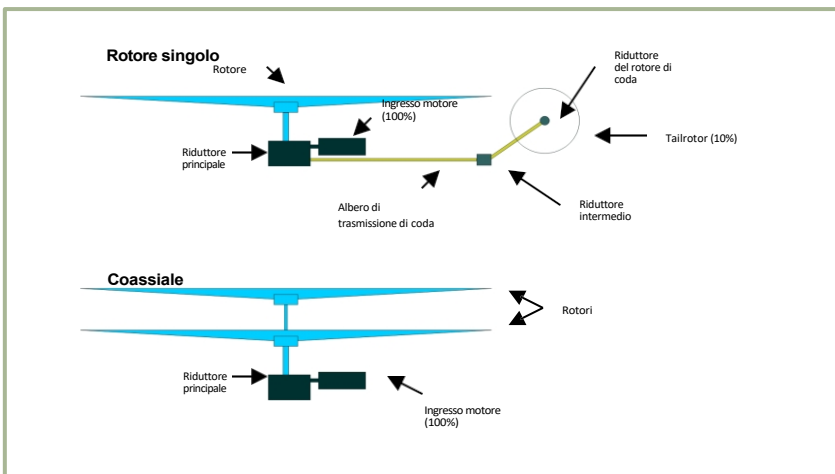 Rotore singolo
Rotore
Riduttore
del rotore di
coda
Ingresso motore
(100%)
Tailrotor (10%)
Riduttore
principale
Albero di
trasmissione di coda
Riduttore
intermedio
Coassiale
Rotori
Riduttore
principale
Ingresso motore
(100%)